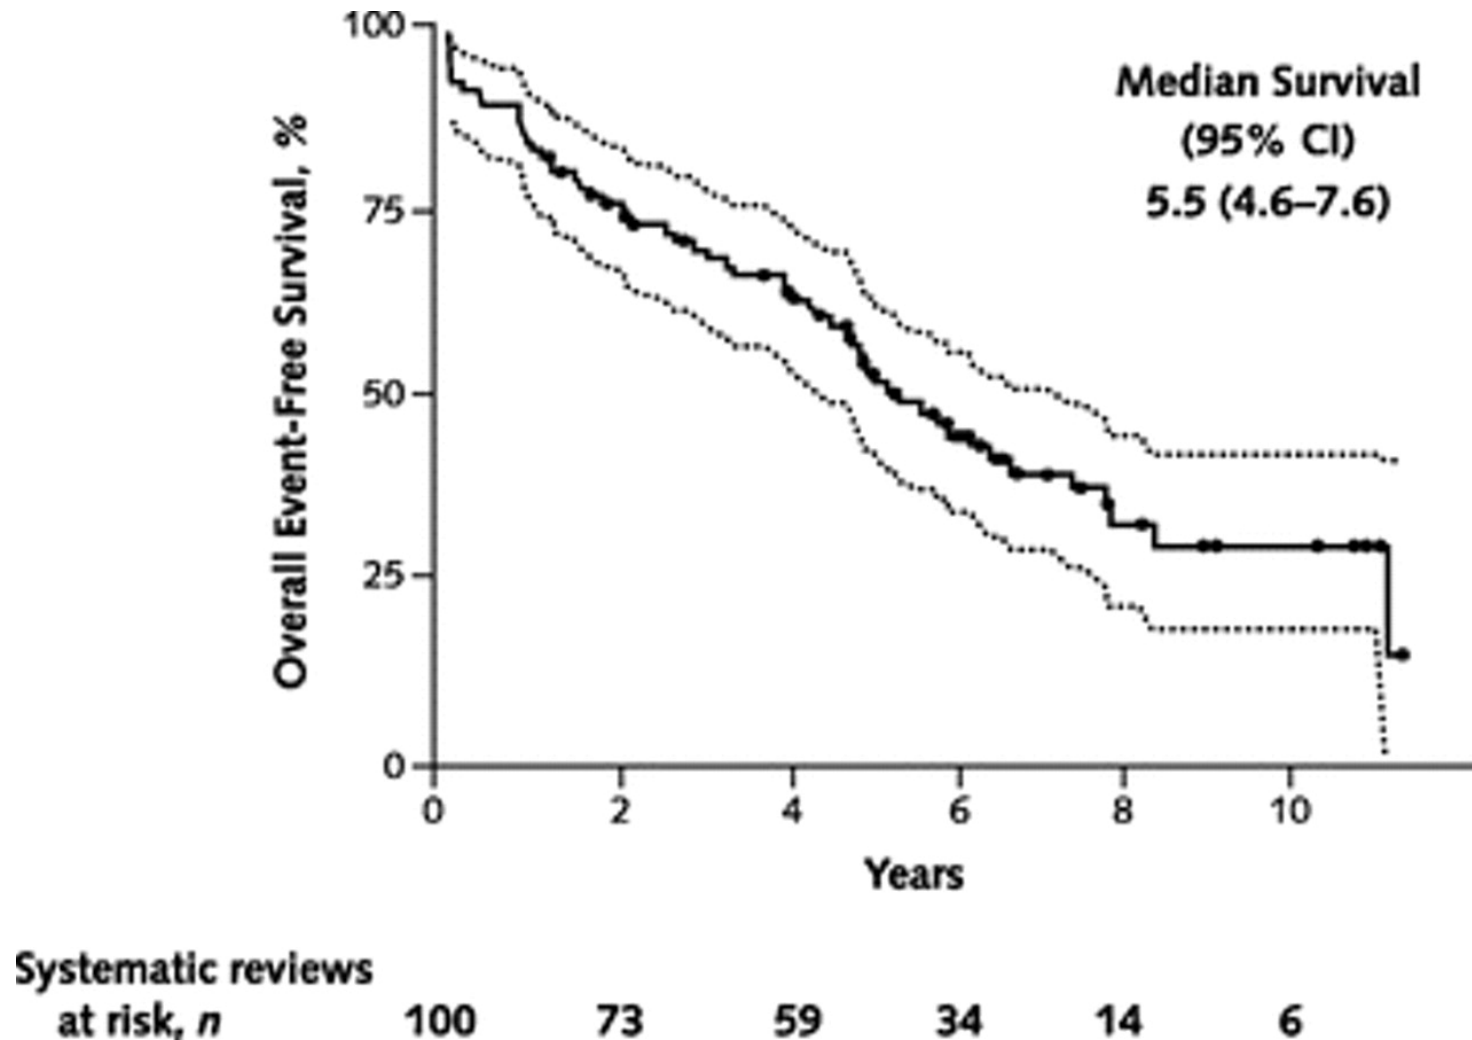 100
75
50
25
0
Overall Event-Free Survival, %
Median Survival
(95% CI)
5.5 (4.6–7.6)
0 2 4 6 8 10
Years
Systematic reviews
at risk, n 100 73 59 34 14 6